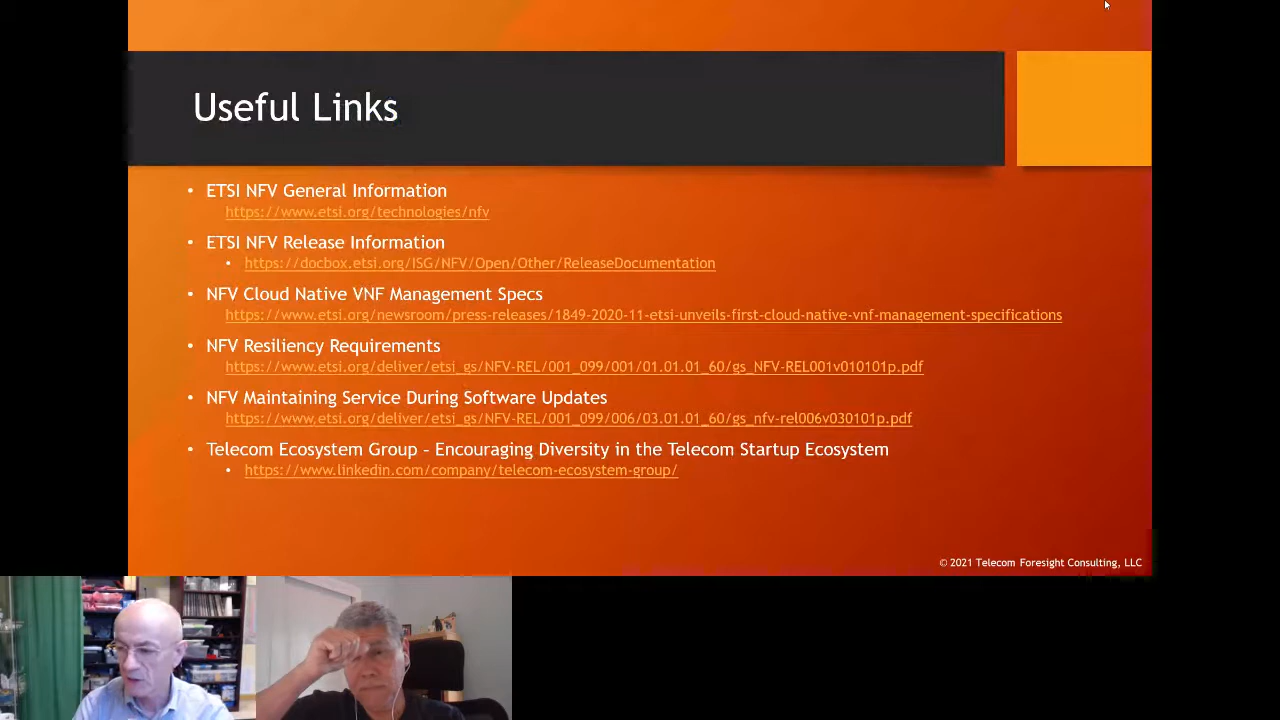 Useful Links
• ETSI NFV General Information
https://www.etsi.org/technologies/nfv
• ETSI NFV Release Information
• https://docbox.etsi.org/ISG/NFV/Open/Other/ReleaseDocumentation
• NFV Cloud Native VNF Management Specs
https://www.etsi.org/newsroom/press-releases/1849-2020-11-etsi-unveils-first-cloud-native-vnf-management-specifications
• NFV Resiliency Requirements
https://www.etsi.org/deliver/etsi_gs/NFV-REL/001_099/001/01.01.01_60/gs_NFV-REL001v010101p.pdf
• NFV Maintaining Service During Software Updates
https://www.etsi.org/deliver/etsi_gs/NFV-REL/001_099/006/03.01.01_60/gs_nfv-rel006v030101p.pdf
• Telecom Ecosystem Group – Encouraging Diversity in the Telecom Startup Ecosystem
• https://www.linkedin.com/company/telecom-ecosystem-group/
© 2021 Telecom Foresight Consulting, LLC